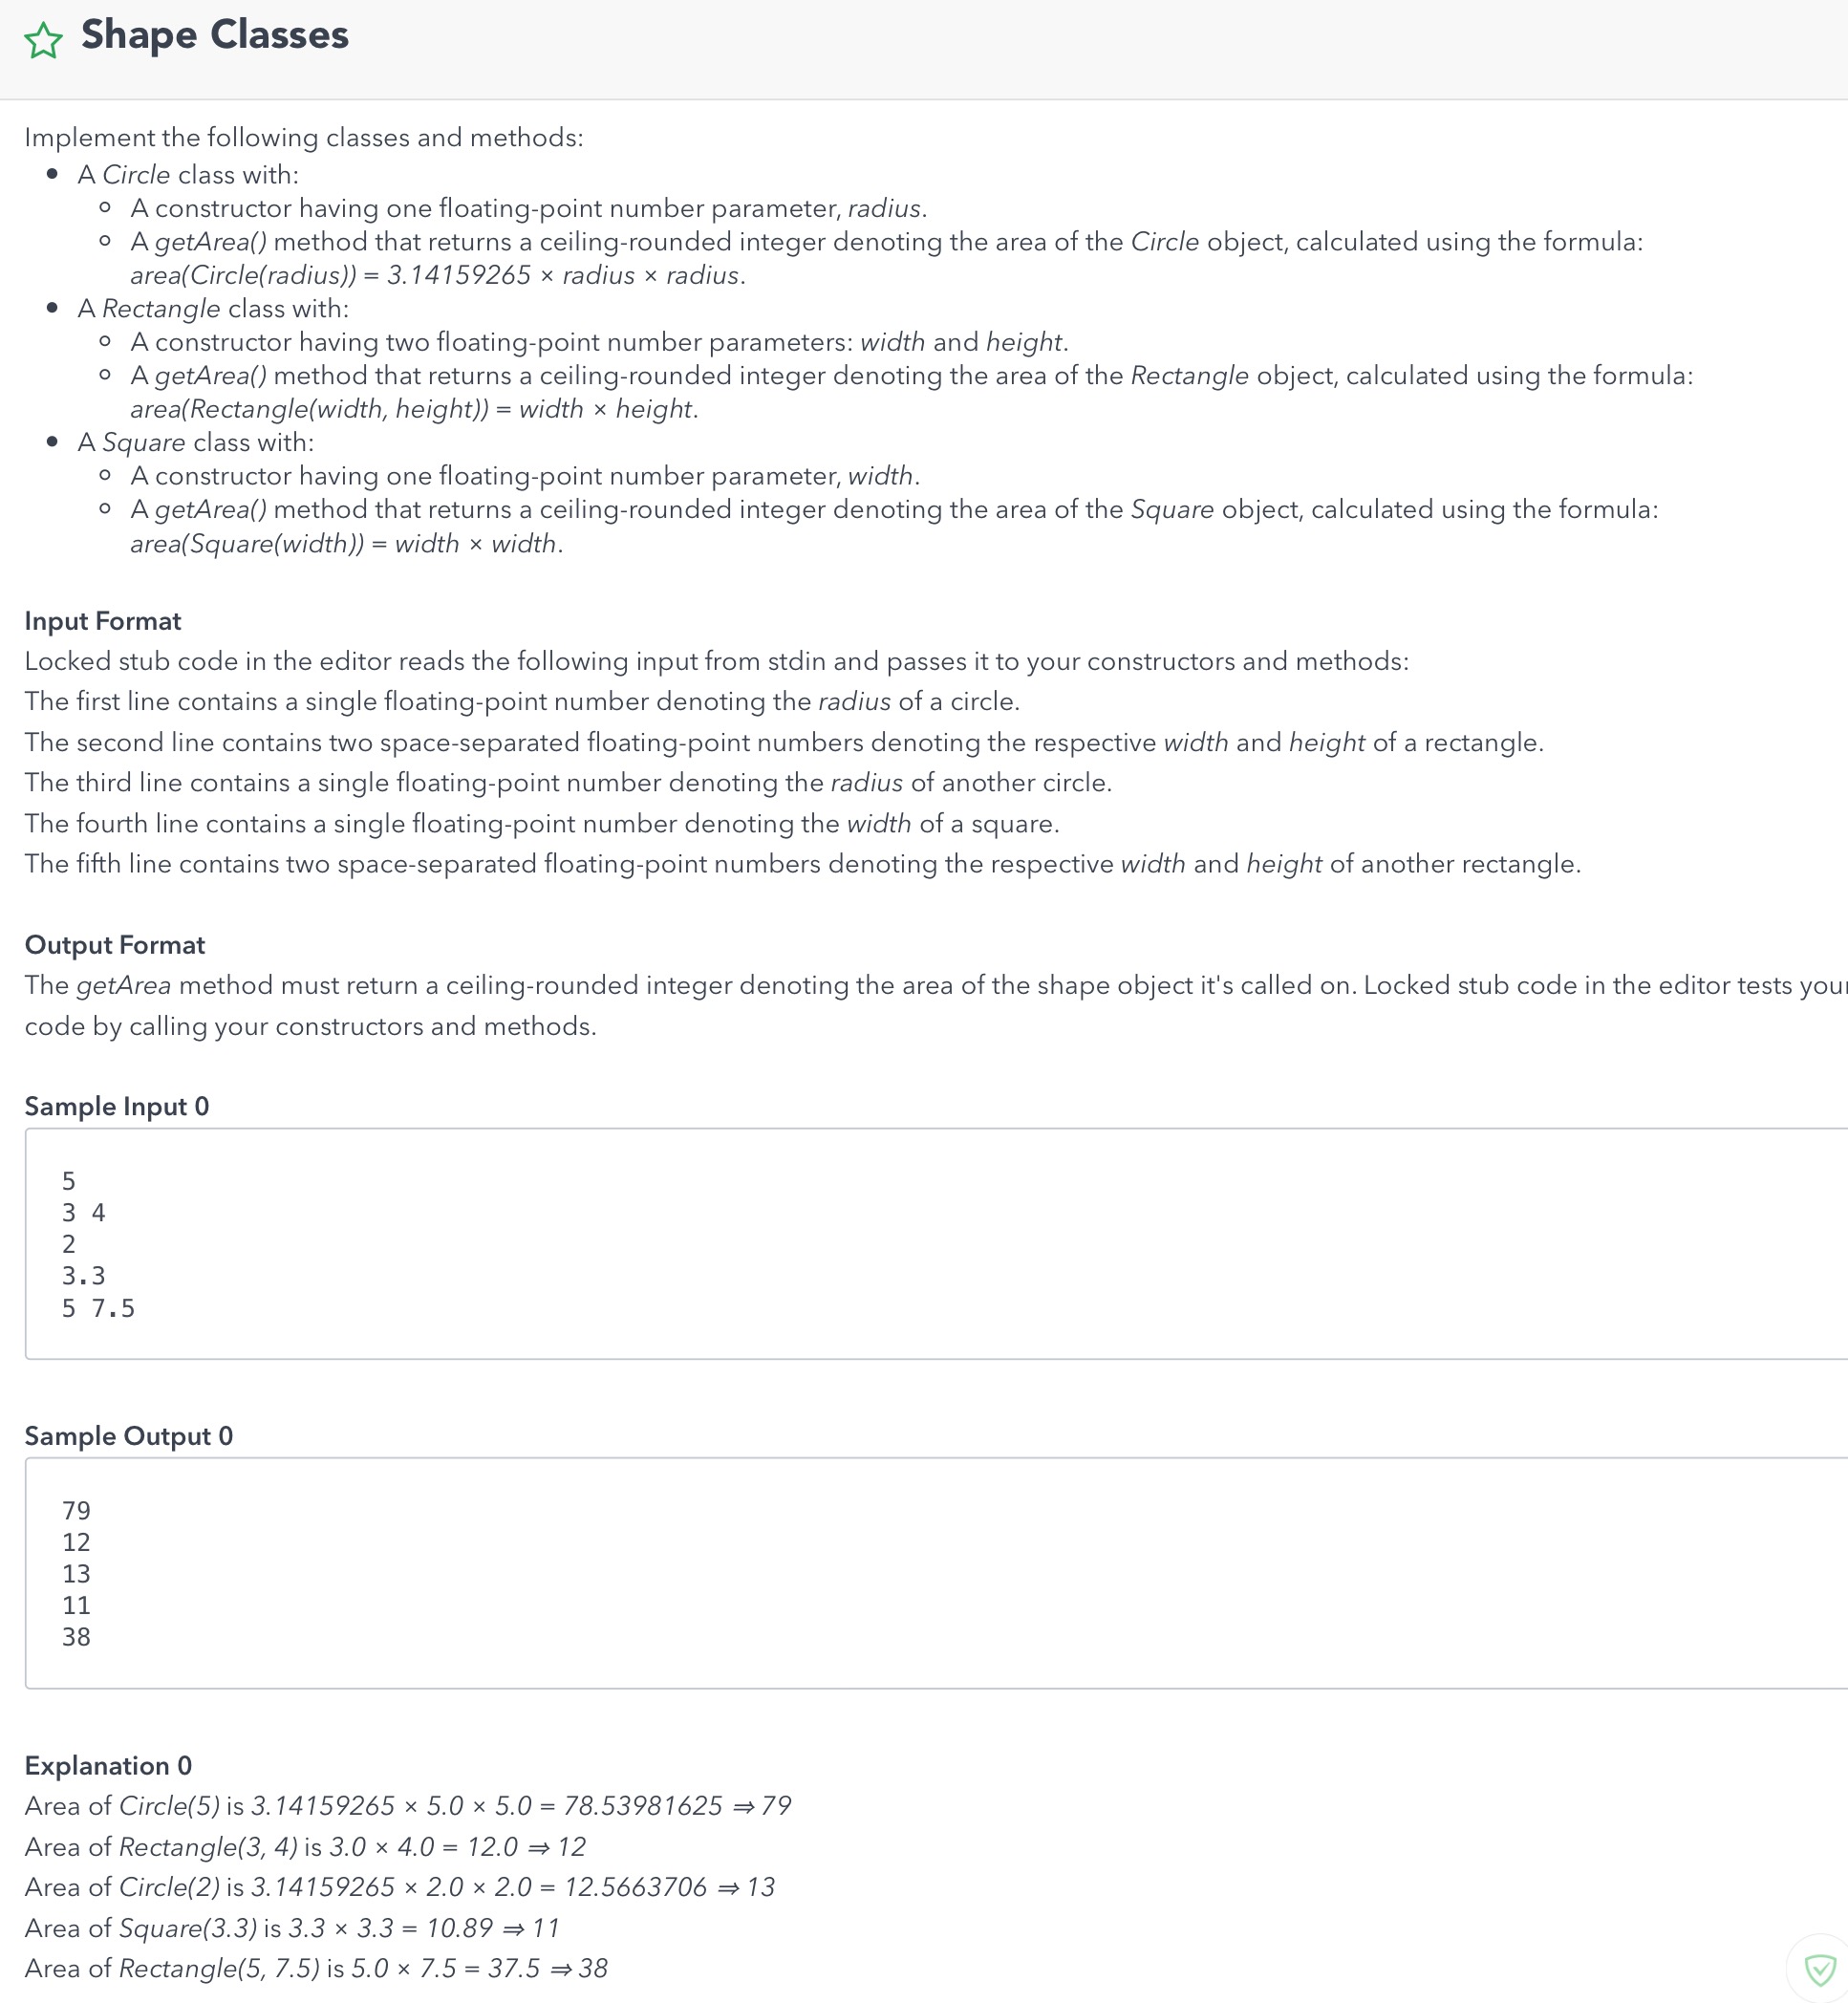 Shape Classes
Implement the following classes and methods:
• A Circle class with:
○ A constructor having one floating-point number parameter, radius.
○ A getArea() method that returns a ceiling-rounded integer denoting the area of the Circle object, calculated using the formula:
area(Circle(radius)) = 3.14159265 × radius × radius.
• A Rectangle class with:
○ A constructor having two floating-point number parameters: width and height.
○ A getArea() method that returns a ceiling-rounded integer denoting the area of the Rectangle object, calculated using the formula:
area(Rectangle(width, height)) = width × height.
• A Square class with:
○ A constructor having one floating-point number parameter, width.
○ A getArea() method that returns a ceiling-rounded integer denoting the area of the Square object, calculated using the formula:
area(Square(width)) = width × width.
Input Format
Locked stub code in the editor reads the following input from stdin and passes it to your constructors and methods:
The first line contains a single floating-point number denoting the radius of a circle.
The second line contains two space-separated floating-point numbers denoting the respective width and height of a rectangle.
The third line contains a single floating-point number denoting the radius of another circle.
The fourth line contains a single floating-point number denoting the width of a square.
The fifth line contains two space-separated floating-point numbers denoting the respective width and height of another rectangle.
Output Format
The getArea method must return a ceiling-rounded integer denoting the area of the shape object it's called on. Locked stub code in the editor tests your
code by calling your constructors and methods.
Sample Input 0
5
3 4
2
3.3
5 7.5
Sample Output 0
79
12
13
11
38
Explanation 0
Area of Circle(5) is 3.14159265 × 5.0 × 5.0 = 78.53981625 ⇒ 79
Area of Rectangle(3, 4) is 3.0 × 4.0 = 12.0 ⇒ 12
Area of Circle(2) is 3.14159265 × 2.0 × 2.0 = 12.5663706 ⇒ 13
Area of Square(3.3) is 3.3 × 3.3 = 10.89 ⇒ 11
Area of Rectangle(5, 7.5) is 5.0 × 7.5 = 37.5 ⇒ 38